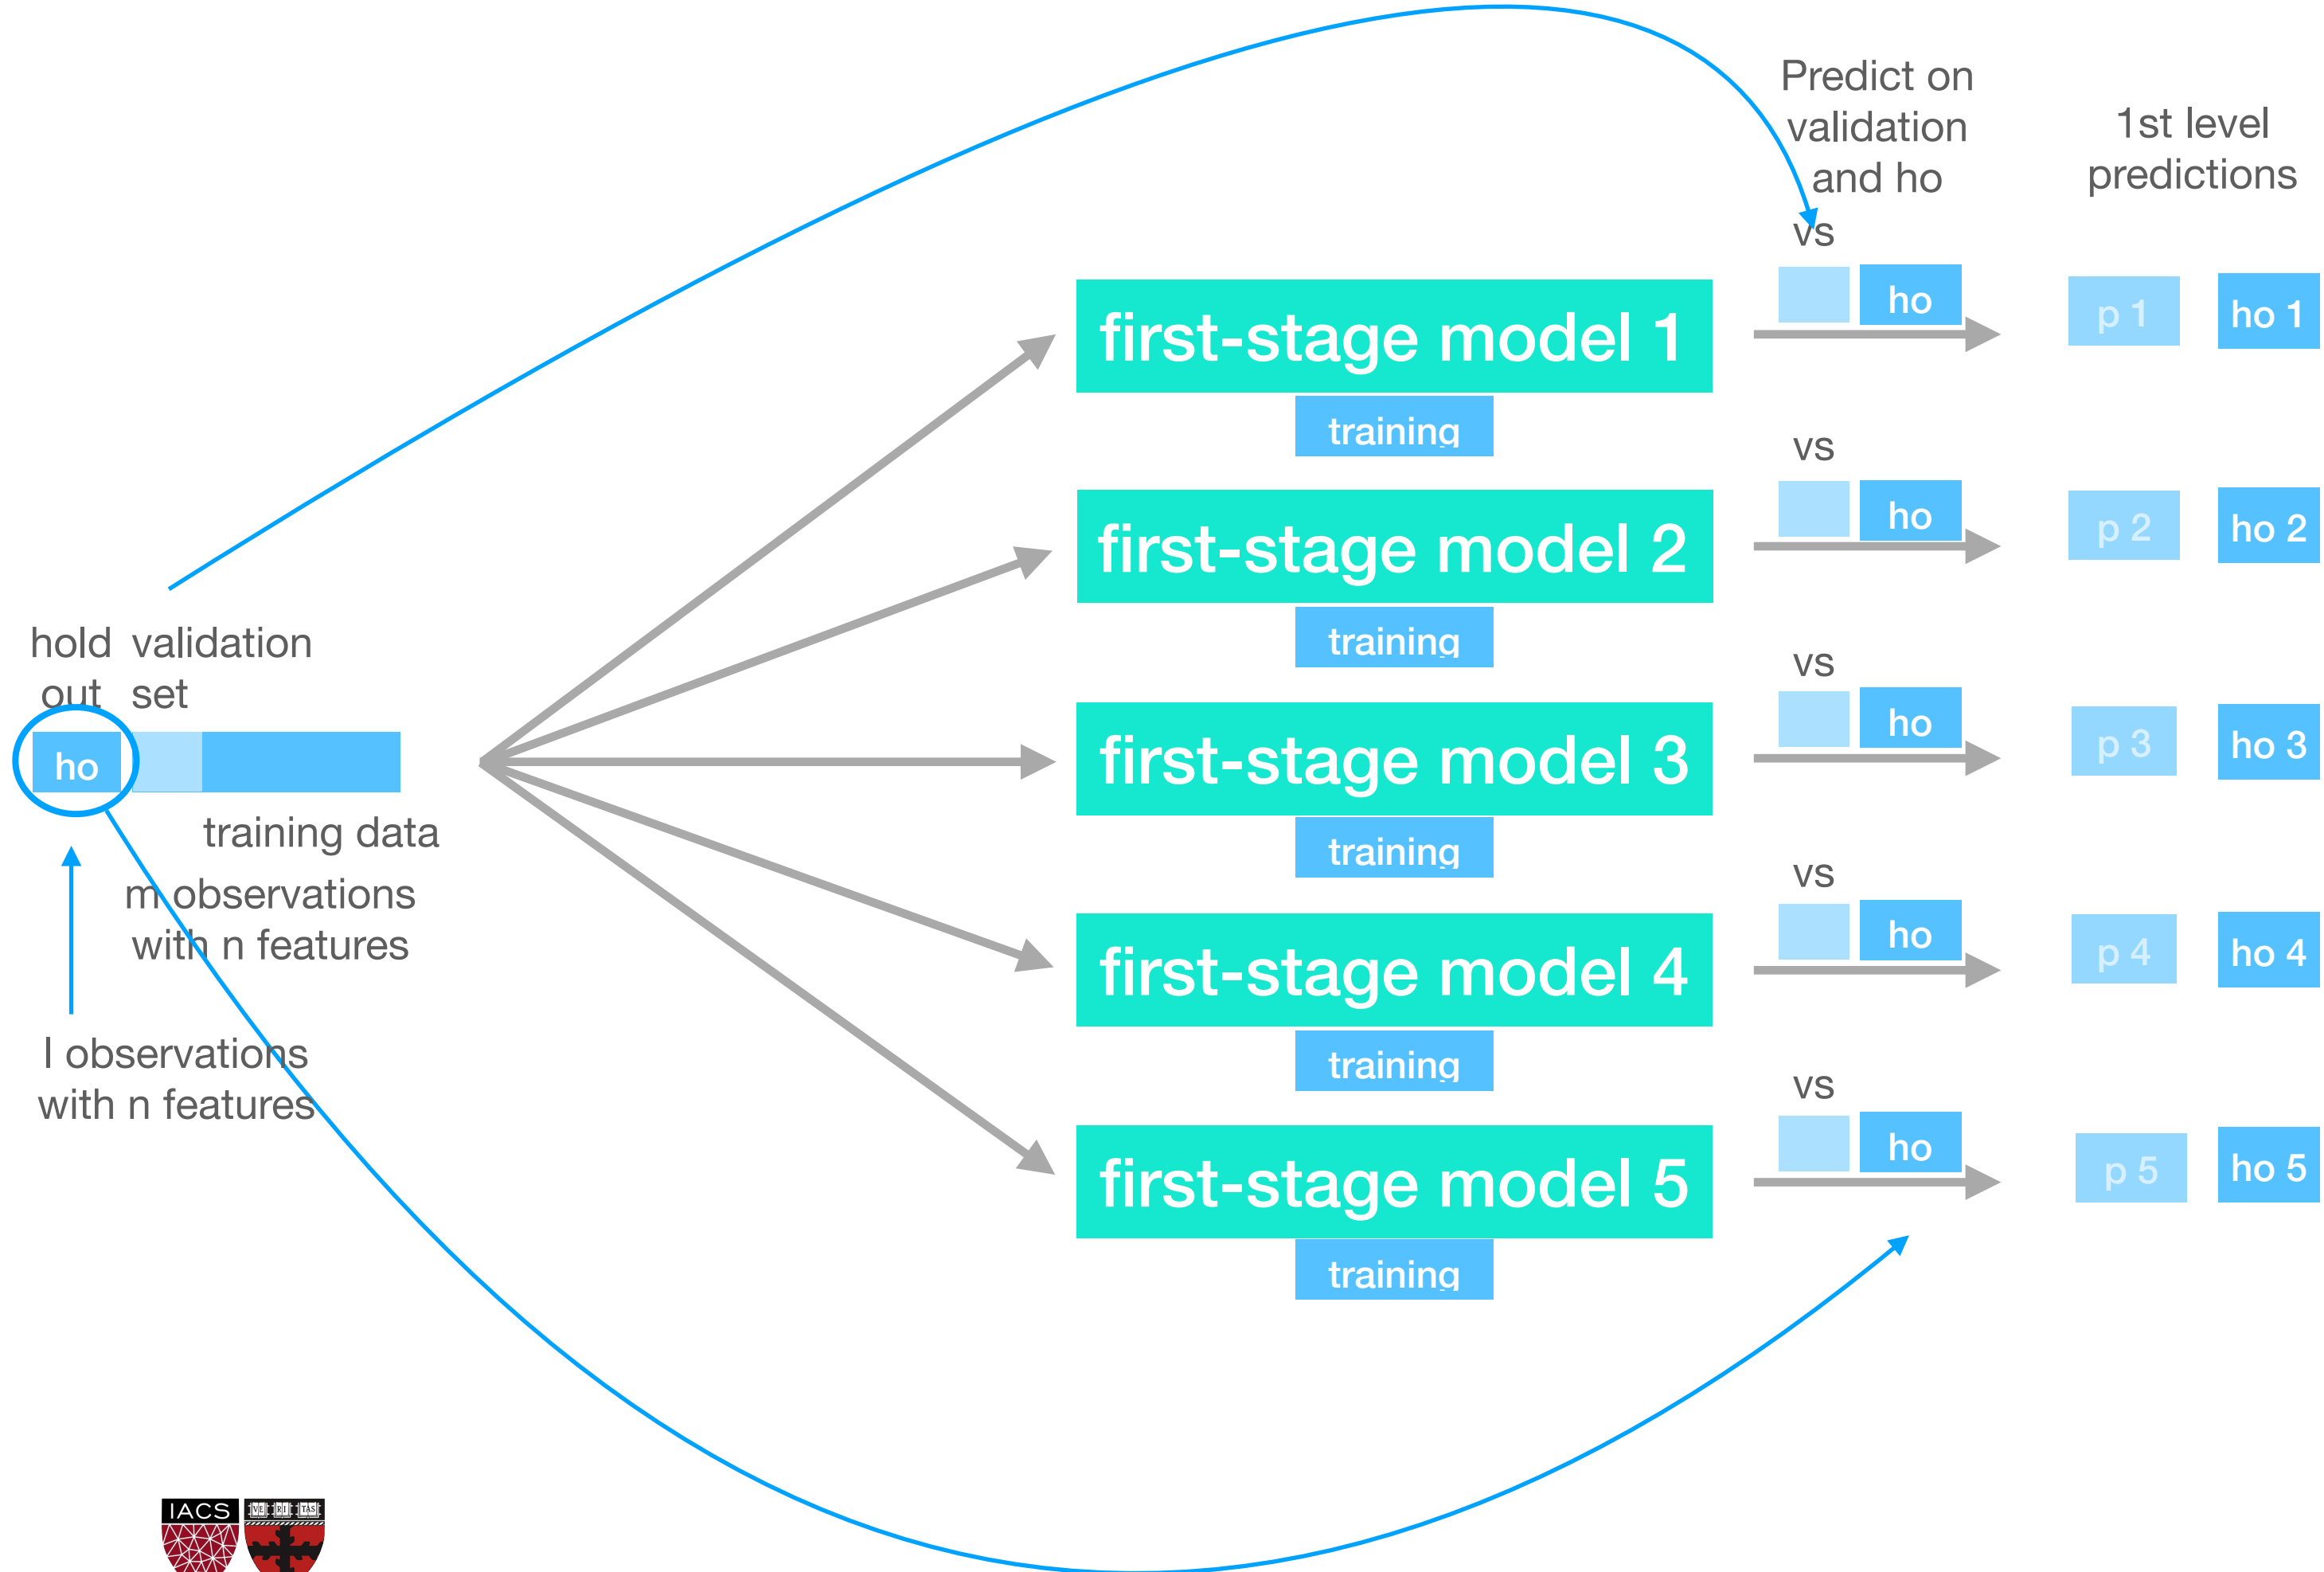 Predict on
validation
and ho
1st level
predictions
vs
ho
p 1
ho 1
first-stage model 1
training
vs
ho
p 2
ho 2
first-stage model 2
training
hold
out
validation
set
vs
ho
p 3
ho 3
first-stage model 3
training
ho
training data
m observations
with n features
vs
ho
p 4
ho 4
first-stage model 4
training
l observations
with n features
vs
ho
p 5
ho 5
first-stage model 5
training
IACS
VE RI TAS